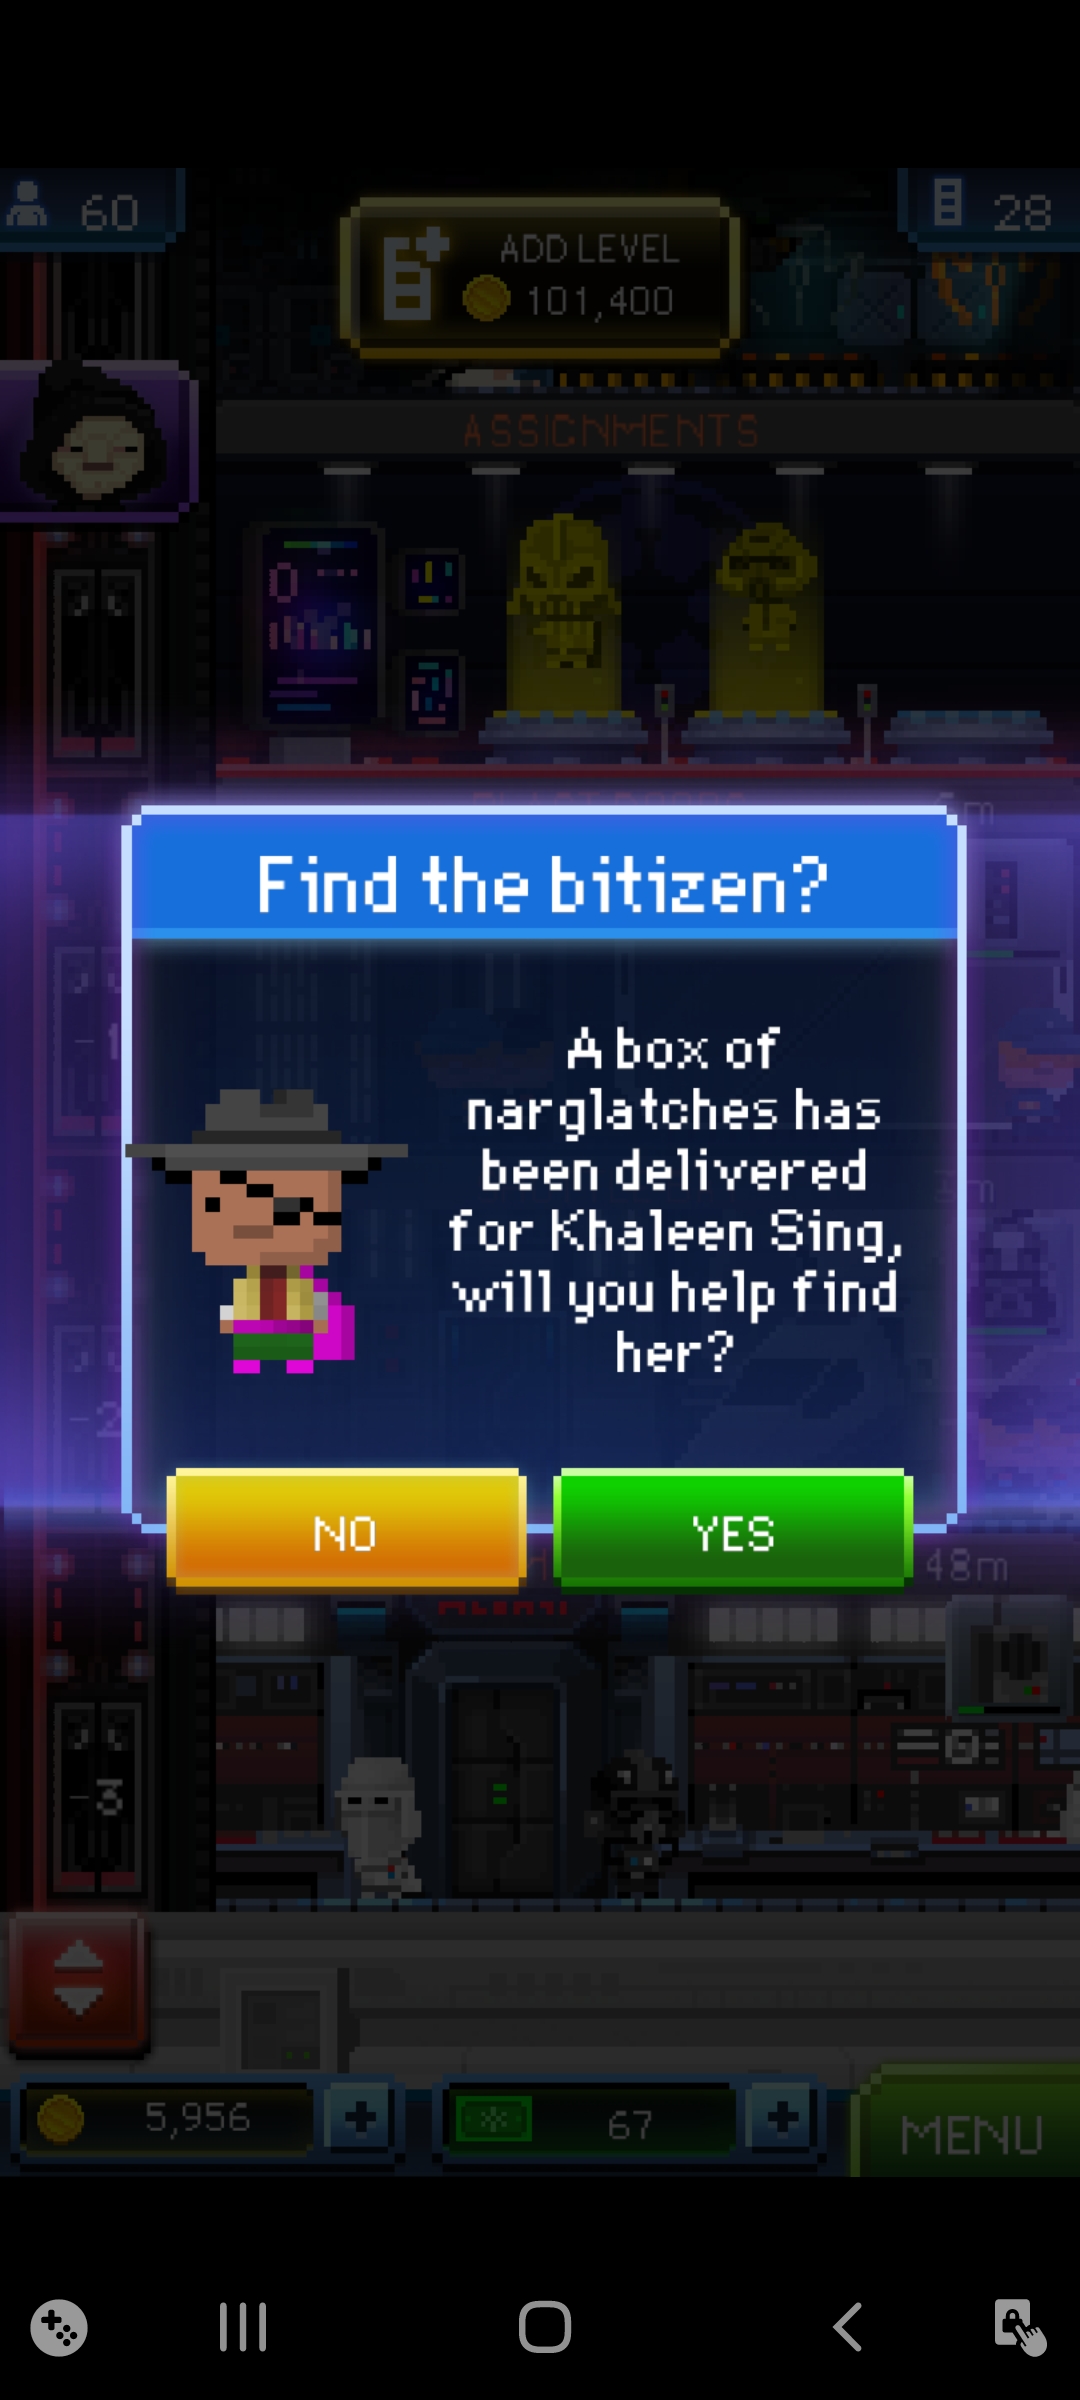 60
ADD LEVEL
101,400
28
ASSIGNMENTS
Find the bitizen?
A box of
narglatches has
been delivered
for Khaleen Sing,
will you help find
her?
NO
YES
48m
-3
5,956
67
MENU